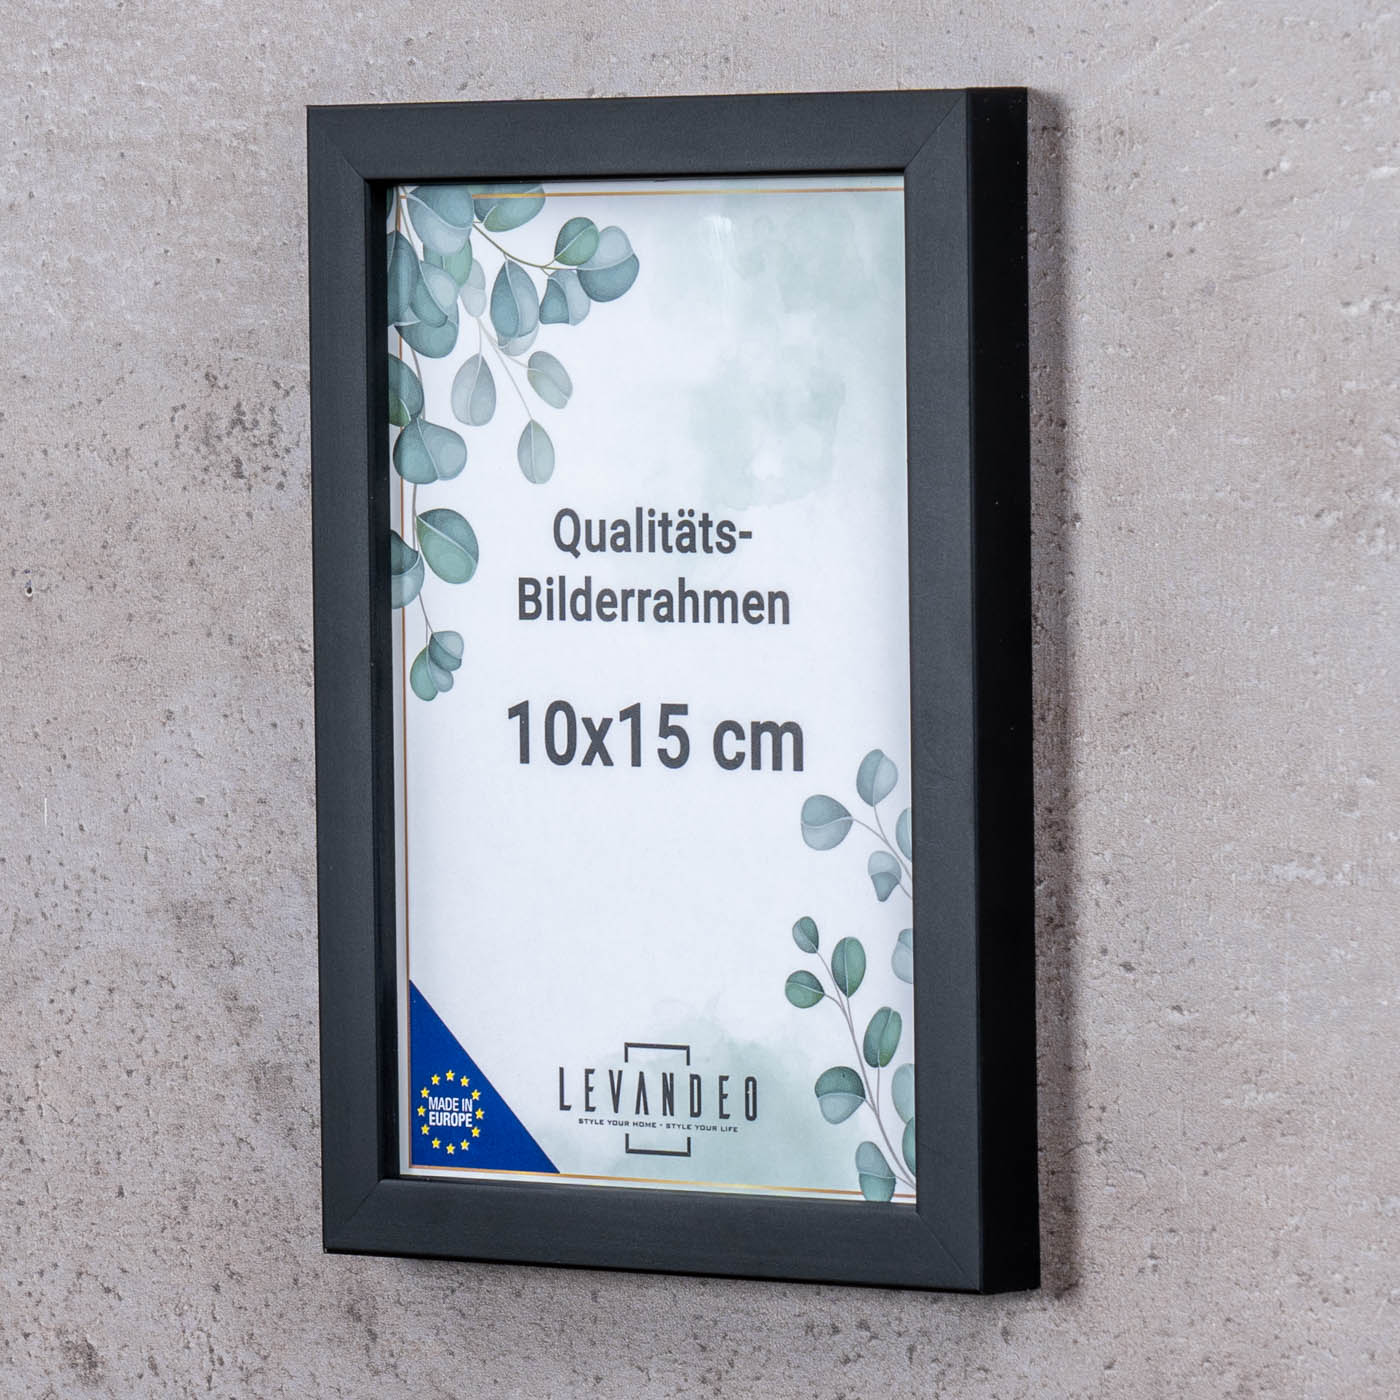 Qualitäts-
Bilderrahmen
10x15 cm
MADE IN
EUROPE
LEVANDEO
STYLE YOUR HOME - STYLE YOUR LIFE